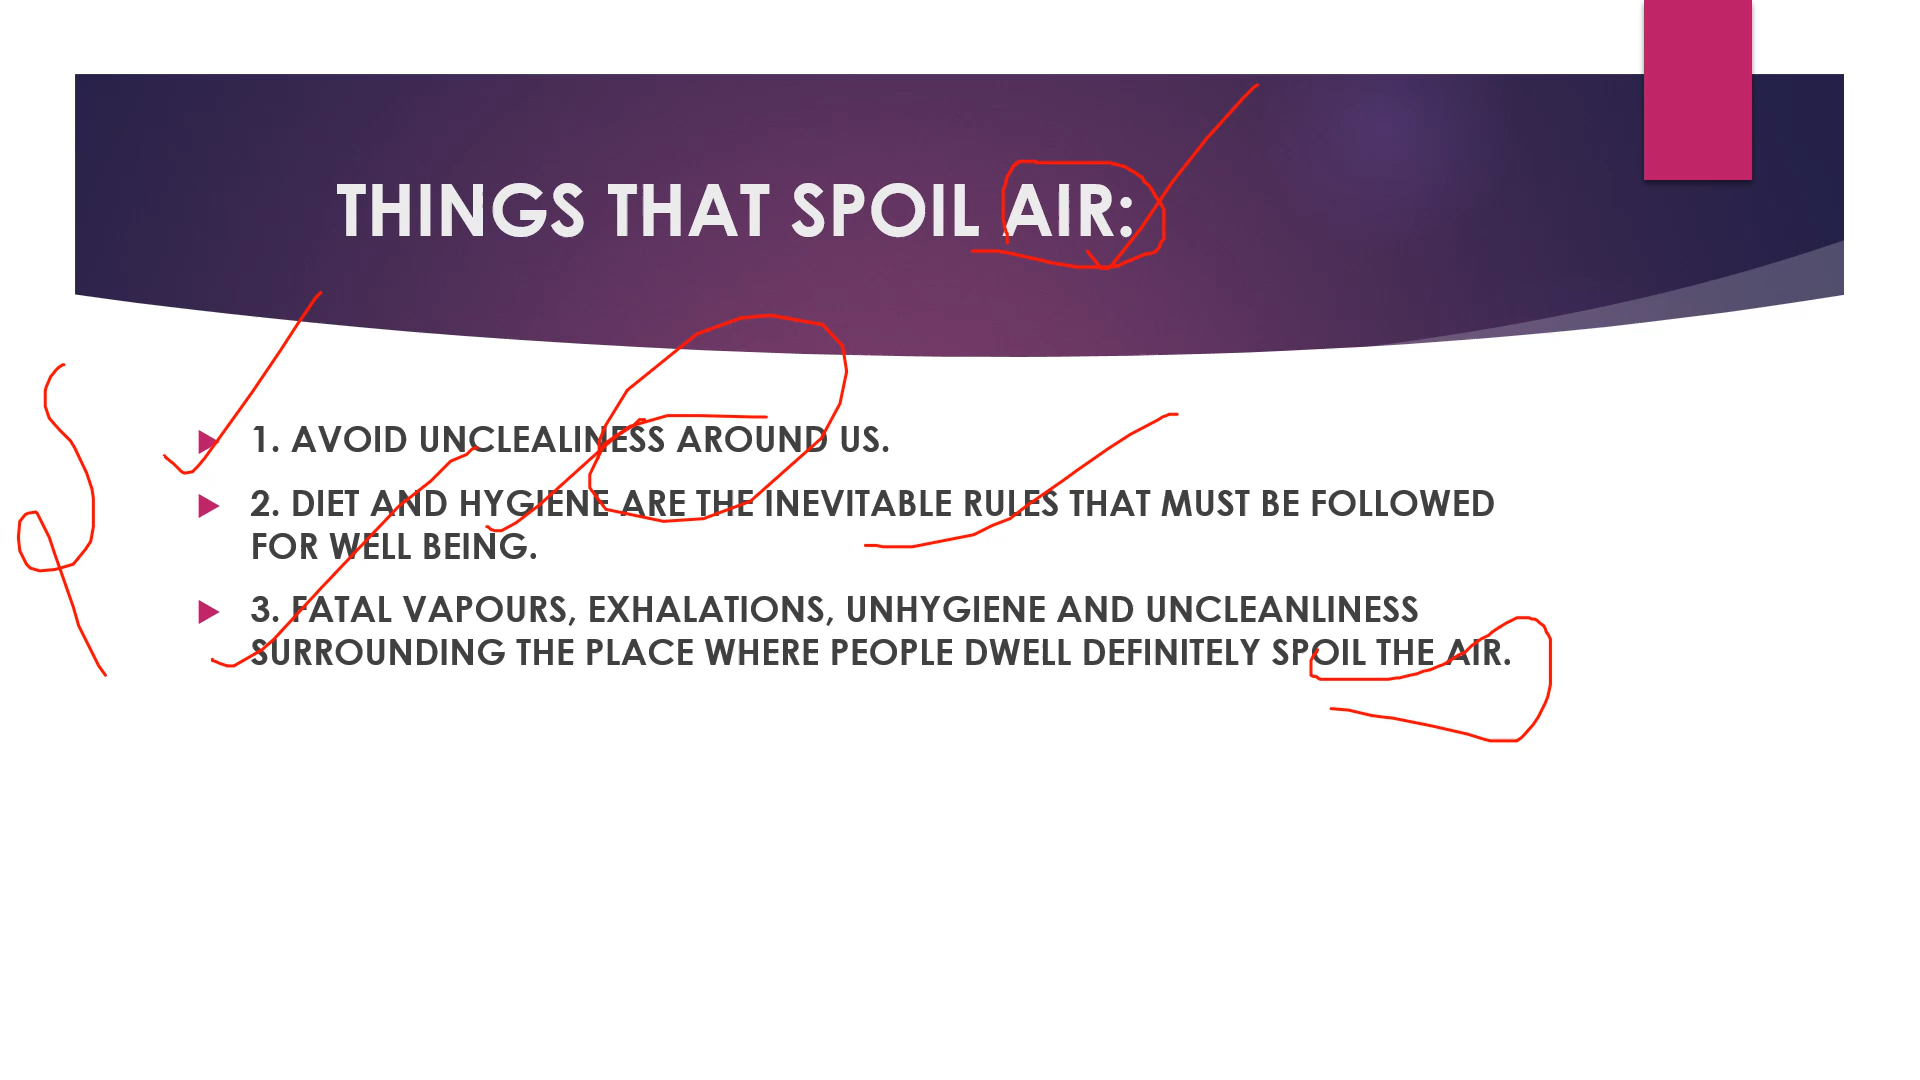 THINGS THAT SPOIL AIR:
1. AVOID UNCLEALINESS AROUND US.
2. DIET AND HYGIENE ARE THE INEVITABLE RULES THAT MUST BE FOLLOWED
FOR WELL BEING.
3. FATAL VAPOURS, EXHALATIONS, UNHYGIENE AND UNCLEANLINESS
SURROUNDING THE PLACE WHERE PEOPLE DWELL DEFINITELY SPOIL THE AIR.